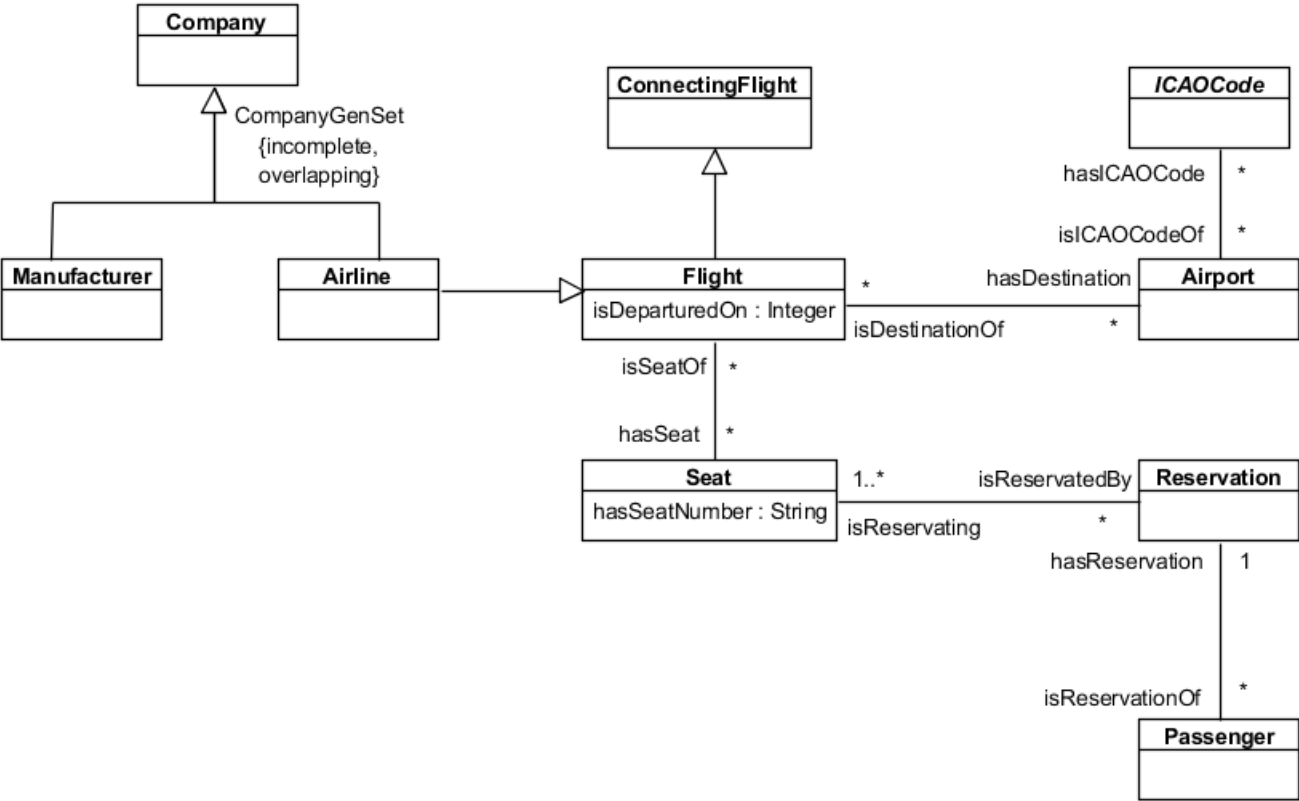 Company
CompanyGenSet
{incomplete,
overlapping}
ConnectingFlight
ICAOCode
hasICAOCode *
isICAOCodeOf *
Manufacturer
Airline
Flight
isDeparturedOn : Integer
* hasDestination
isDestinationOf *
Airport
isSeatOf *
hasSeat *
Seat
hasSeatNumber : String
1..* isReservatedBy
isReservating *
Reservation
hasReservation 1
isReservationOf *
Passenger